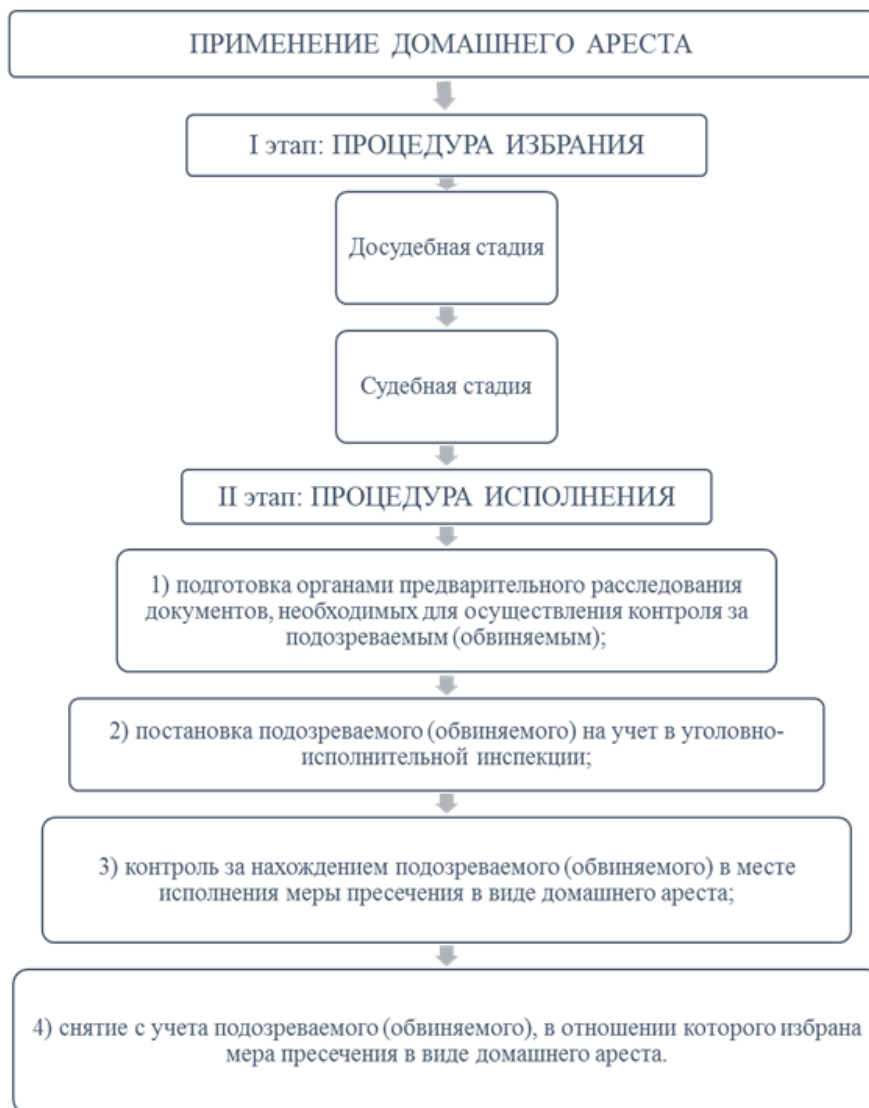 ПРИМЕНЕНИЕ ДОМАШНЕГО АРЕСТА
I этап: ПРОЦЕДУРА ИЗБРАНИЯ
Досудебная стадия
Судебная стадия
II этап: ПРОЦЕДУРА ИСПОЛНЕНИЯ
1) подготовка органами предварительного расследования
документов, необходимых для осуществления контроля за
подозреваемым (обвиняемым);
2) постановка подозреваемого (обвиняемого) на учет в уголовно-
исполнительной инспекции;
3) контроль за нахождением подозреваемого (обвиняемого) в месте
исполнения меры пресечения в виде домашнего ареста;
4) снятие с учета подозреваемого (обвиняемого), в отношении которого избрана
мера пресечения в виде домашнего ареста.